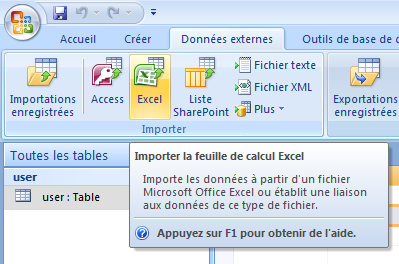 Accueil Créer Données externes Outils de base de
Importations enregistrées
Access
Excel
Liste SharePoint
Fichier texte
Fichier XML
Plus
Exportations enregistrées
Importer
Toutes les tables
user
user : Table
Importer la feuille de calcul Excel
Importe les données à partir d'un fichier
Microsoft Office Excel ou établit une liaison
aux données de ce type de fichier.
Appuyez sur F1 pour obtenir de l'aide.